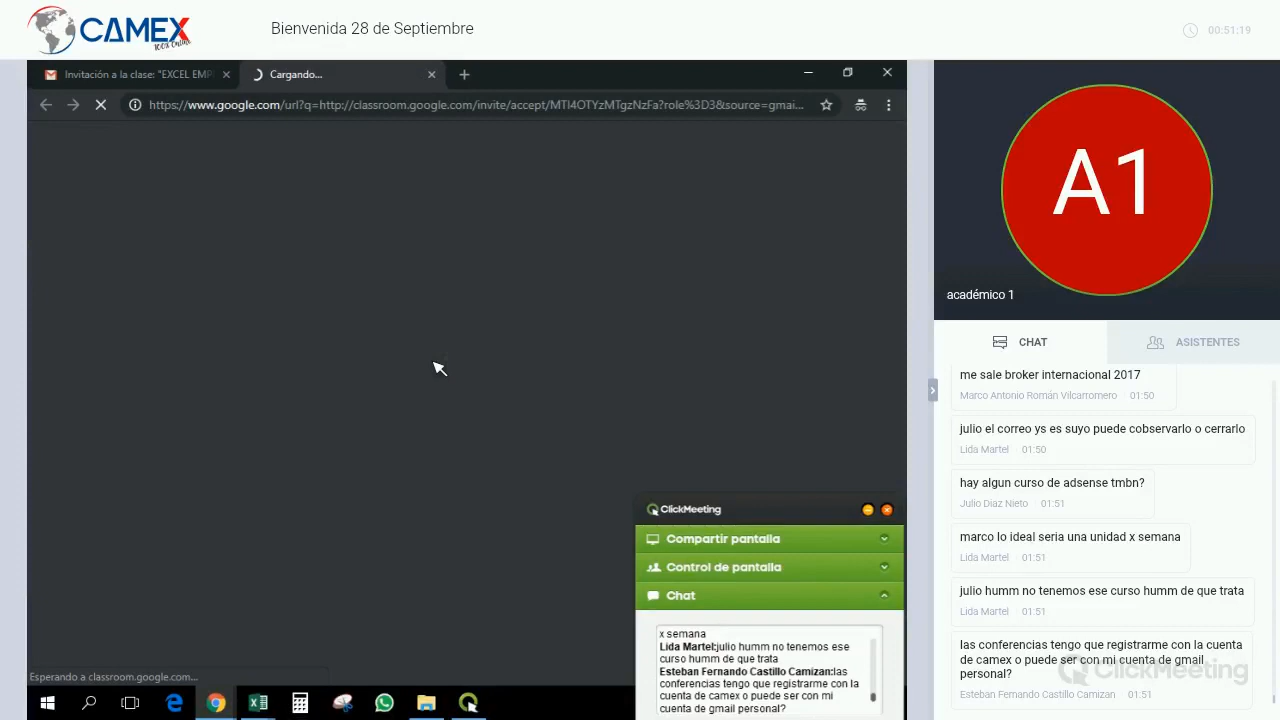 CAMEX
100% Online
Bienvenida 28 de Septiembre
00:51:19
Invitación a la clase: "EXCEL EMP
Cargando...
https://www.google.com/url?q=http://classroom.google.com/invite/accept/MTI4OTYzMTgzNzFa?role%3D3&source=gmai...
Esperando a classroom.google.com...
ClickMeeting
Compartir pantalla
Control de pantalla
Chat
x semana
Lida Martel:julio humm no tenemos ese
curso humm de que trata
Esteban Fernando Castillo Camizan:las
conferencias tengo que registrarme con la
cuenta de camex o puede ser con mi
cuenta de gmail personal?
A1
académico 1
CHAT
ASISTENTES
me sale broker internacional 2017
Marco Antonio Román Vilcarromero 01:50
julio el correo ys es suyo puede cobservarlo o cerrarlo
Lida Martel 01:50
hay algun curso de adsense tmbn?
Julio Diaz Nieto 01:51
marco lo ideal seria una unidad x semana
Lida Martel 01:51
julio humm no tenemos ese curso humm de que trata
Lida Martel 01:51
las conferencias tengo que registrarme con la cuenta
de camex o puede ser con mi cuenta de gmail
personal?
Esteban Fernando Castillo Camizan 01:51
ClickMeeting